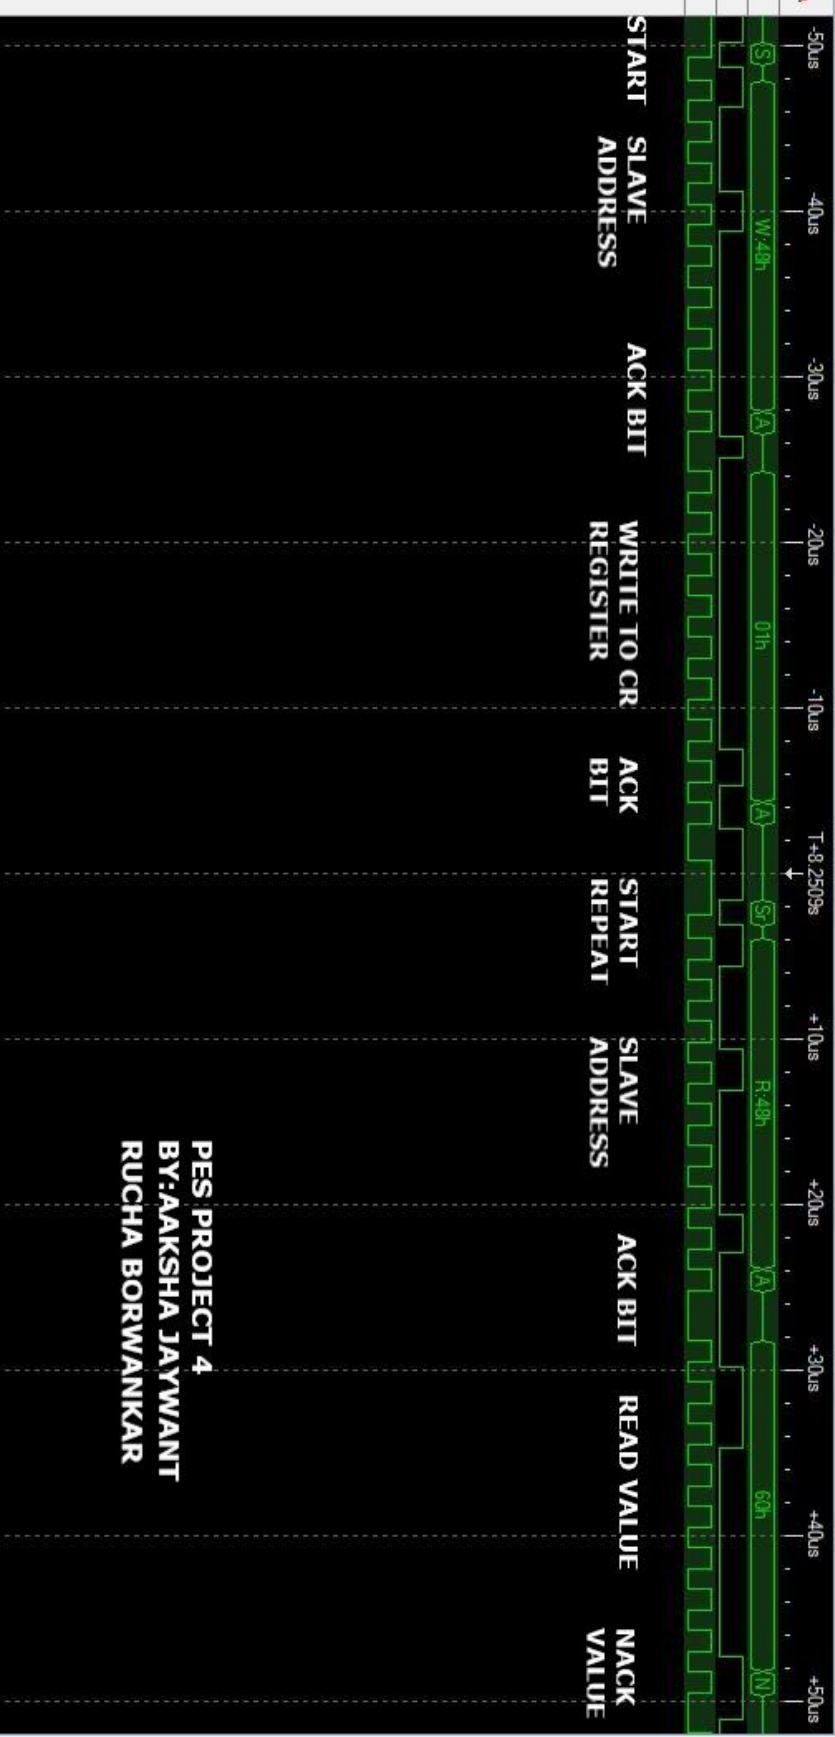 -50us -40us -30us -20us -10us T+8.2509s +10us +20us +30us +40us +50us
S W:48h A 01h A Sr R:48h A 60h N
START SLAVE ADDRESS ACK BIT WRITE TO CR REGISTER ACK BIT START REPEAT SLAVE ADDRESS ACK BIT READ VALUE NACK VALUE
PES PROJECT 4
BY:AAKSHA JAYWANT
RUCHA BORWANKAR